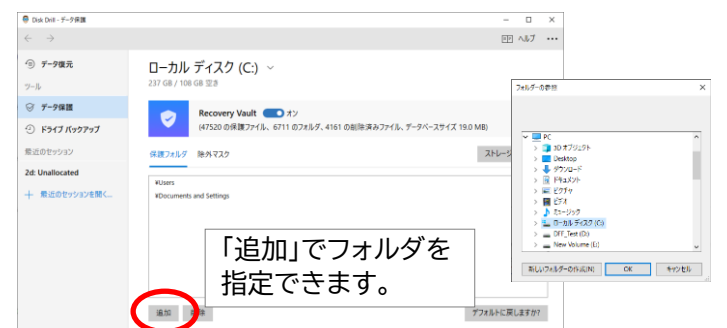 Disk Drill - データ保護
ヘルプ
データ復元
ツール
データ保護
ドライブ バックアップ
最近のセッション
2d: Unallocated
最近のセッションを開く...
ローカル ディスク (C:)
237 GB / 108 GB 空き
Recovery Vault オン
(47520 の保護ファイル、6711 のフォルダ、4161 の削除済みファイル、データベースサイズ 19.0 MB)
保護フォルダ 除外マスク
ストレージ
¥Users
¥Documents and Settings
「追加」でフォルダを
指定できます。
追加
デフォルトに戻しますか?
フォルダーの参照
PC
3D オブジェクト
Desktop
ダウンロード
ドキュメント
ピクチャ
ビデオ
ミュージック
ローカル ディスク (C:)
OFF_Test (D:)
New Volume (E:)
新しいフォルダーの作成(N) OK キャンセル